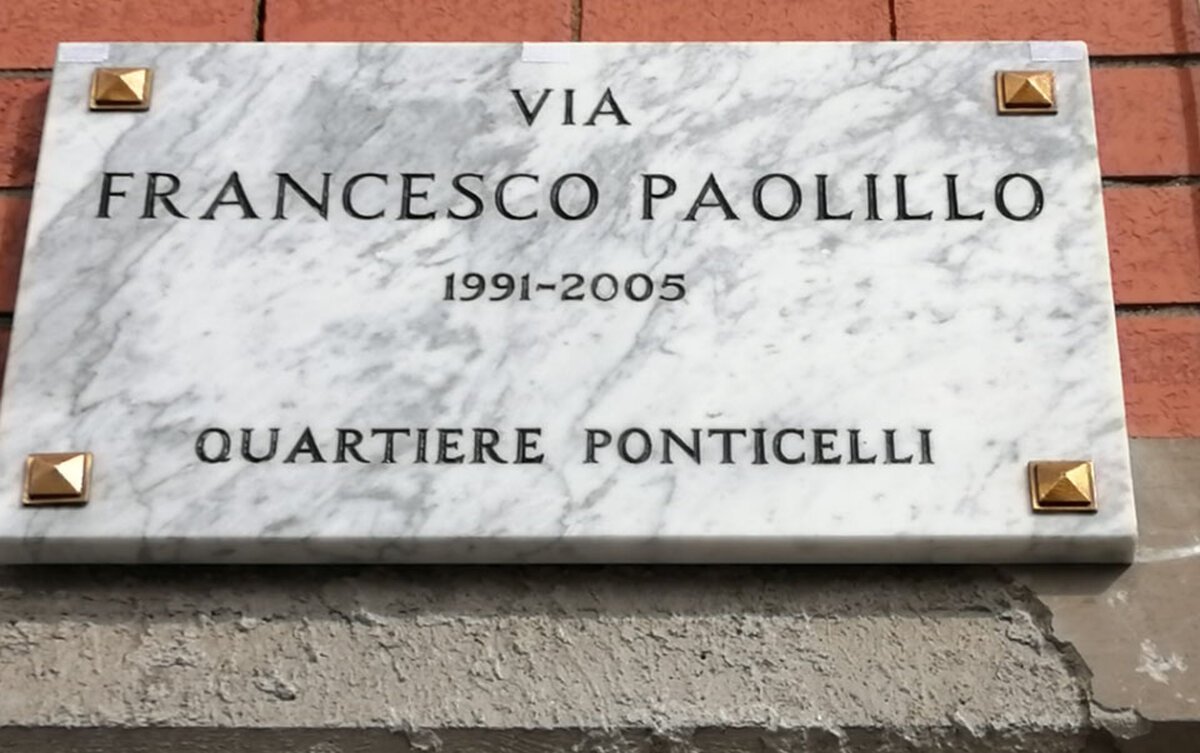 VIA
FRANCESCO PAOLILLO
1991-2005
QUARTIERE PONTICELLI